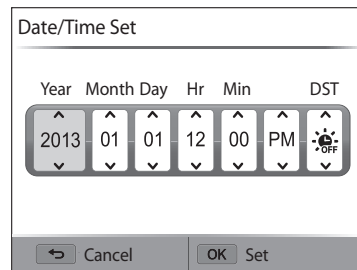 Date/Time Set
Year Month Day Hr Min DST
2013 01 01 12 00 PM OFF
Cancel OK Set